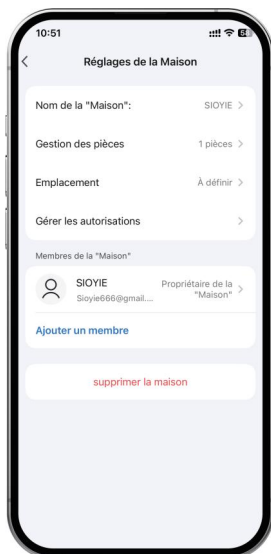 10:51
Réglages de la Maison
Nom de la "Maison": SIOYIE
Gestion des pièces 1 pièces
Emplacement À définir
Gérer les autorisations
Membres de la "Maison"
SIOYIE Propriétaire de la "Maison"
Sioyie666@gmail....
Ajouter un membre
supprimer la maison